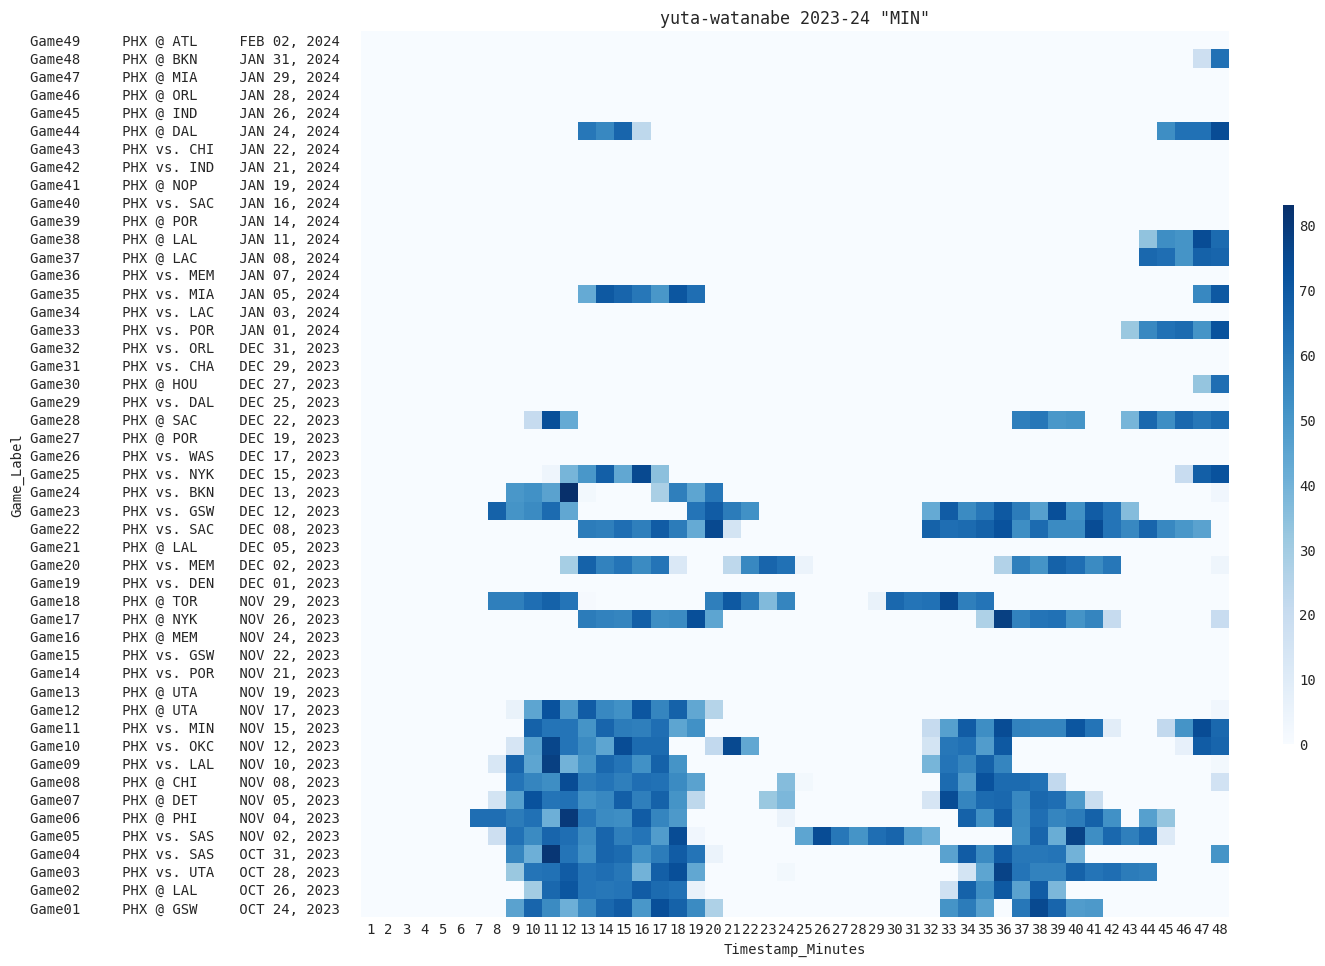 yuta-watanabe 2023-24 "MIN"
Game49 PHX @ ATL FEB 02, 2024
Game48 PHX @ BKN JAN 31, 2024
Game47 PHX @ MIA JAN 29, 2024
Game46 PHX @ ORL JAN 28, 2024
Game45 PHX @ IND JAN 26, 2024
Game44 PHX @ DAL JAN 24, 2024
Game43 PHX vs. CHI JAN 22, 2024
Game42 PHX vs. IND JAN 21, 2024
Game41 PHX @ NOP JAN 19, 2024
Game40 PHX vs. SAC JAN 16, 2024
Game39 PHX @ POR JAN 14, 2024
Game38 PHX @ LAL JAN 11, 2024
Game37 PHX @ LAC JAN 08, 2024
Game36 PHX vs. MEM JAN 07, 2024
Game35 PHX vs. MIA JAN 05, 2024
Game34 PHX vs. LAC JAN 03, 2024
Game33 PHX vs. POR JAN 01, 2024
Game32 PHX vs. ORL DEC 31, 2023
Game31 PHX vs. CHA DEC 29, 2023
Game30 PHX @ HOU DEC 27, 2023
Game29 PHX vs. DAL DEC 25, 2023
Game28 PHX @ SAC DEC 22, 2023
Game27 PHX @ POR DEC 19, 2023
Game26 PHX vs. WAS DEC 17, 2023
Game25 PHX vs. NYK DEC 15, 2023
Game24 PHX vs. BKN DEC 13, 2023
Game23 PHX vs. GSW DEC 12, 2023
Game22 PHX vs. SAC DEC 08, 2023
Game21 PHX @ LAL DEC 05, 2023
Game20 PHX vs. MEM DEC 02, 2023
Game19 PHX vs. DEN DEC 01, 2023
Game18 PHX @ TOR NOV 29, 2023
Game17 PHX @ NYK NOV 26, 2023
Game16 PHX @ MEM NOV 24, 2023
Game15 PHX vs. GSW NOV 22, 2023
Game14 PHX vs. POR NOV 21, 2023
Game13 PHX @ UTA NOV 19, 2023
Game12 PHX @ UTA NOV 17, 2023
Game11 PHX vs. MIN NOV 15, 2023
Game10 PHX vs. OKC NOV 12, 2023
Game09 PHX vs. LAL NOV 10, 2023
Game08 PHX @ CHI NOV 08, 2023
Game07 PHX @ DET NOV 05, 2023
Game06 PHX @ PHI NOV 04, 2023
Game05 PHX vs. SAS NOV 02, 2023
Game04 PHX vs. SAS OCT 31, 2023
Game03 PHX vs. UTA OCT 28, 2023
Game02 PHX @ LAL OCT 26, 2023
Game01 PHX @ GSW OCT 24, 2023
Game_Label
1 2 3 4 5 6 7 8 9 10 11 12 13 14 15 16 17 18 19 20 21 22 23 24 25 26 27 28 29 30 31 32 33 34 35 36 37 38 39 40 41 42 43 44 45 46 47 48
Timestamp_Minutes
80
70
60
50
40
30
20
10
0